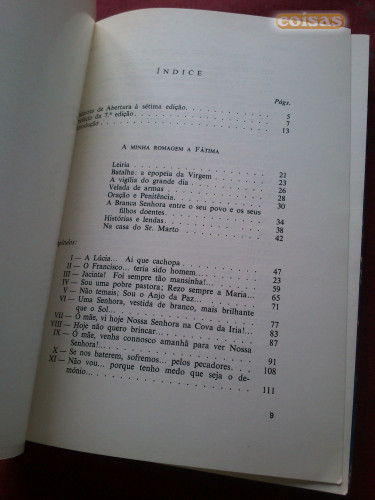 coisas
ÍNDICE
Págs.
de Abertura à sétima edição. 5
da 7.ª edição 7
13
A MINHA ROMAGEM A FÁTIMA
Leiria 21
Batalha: a epopeia da Virgem 23
A vigília do grande dia 26
Velada de armas 28
Oração e Penitência. 30
A Branca Senhora entre o seu povo e os seus
filhos doentes. 34
Histórias e lendas. 38
Na casa do Sr. Marto 42
I — A Lúcia... Ai que cachopa 47
II — O Francisco... teria sido homem... 23
III — Jacinta! Foi sempre tão mansinha!... 59
IV — Sou uma pobre pastora; Rezo sempre a Maria... 65
V — Não temais; Sou o Anjo da Paz... 71
VI — Uma Senhora, vestida de branco, mais brilhante
que o Sol... 77
VII — Ó mãe, vi hoje Nossa Senhora na Cova da Iria!... 83
VIII — Hoje não quero brincar... 87
IX — Ó mãe, venha connosco amanhã para ver Nossa
Senhora!... 91
X — Se nos baterem, sofremos... pelos pecadores. 108
XI — Não vou... porque tenho medo que seja o de-
mónio... 111
9